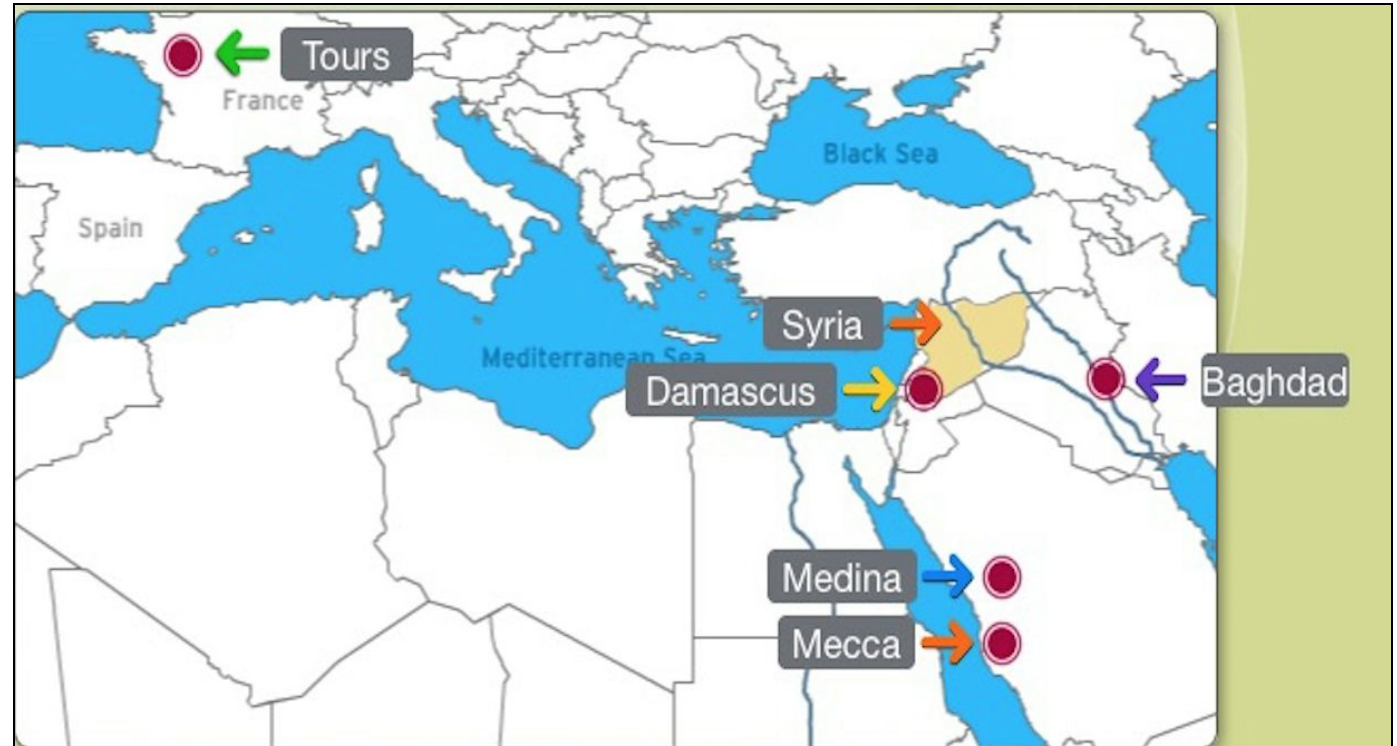 Tours
France
Black Sea
Spain
Syria
Mediterranean Sea
Damascus
Baghdad
Medina
Mecca